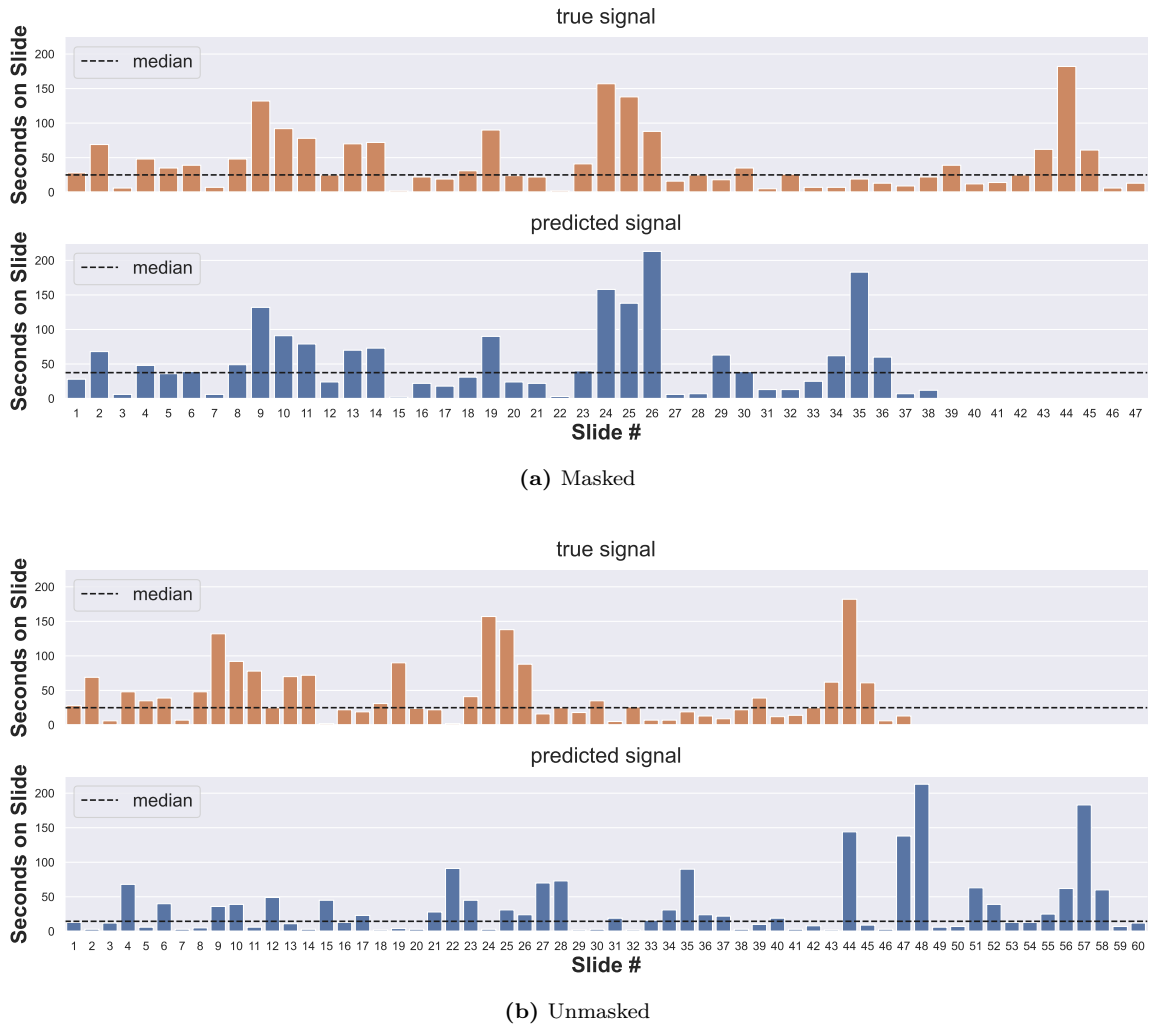 true signal
Seconds on Slide
200
150
100
50
0
median
predicted signal
Seconds on Slide
200
150
100
50
0
median
1 2 3 4 5 6 7 8 9 10 11 12 13 14 15 16 17 18 19 20 21 22 23 24 25 26 27 28 29 30 31 32 33 34 35 36 37 38 39 40 41 42 43 44 45 46 47
Slide #
(a) Masked
true signal
Seconds on Slide
200
150
100
50
0
median
predicted signal
Seconds on Slide
200
150
100
50
0
median
1 2 3 4 5 6 7 8 9 10 11 12 13 14 15 16 17 18 19 20 21 22 23 24 25 26 27 28 29 30 31 32 33 34 35 36 37 38 39 40 41 42 43 44 45 46 47 48 49 50 51 52 53 54 55 56 57 58 59 60
Slide #
(b) Unmasked